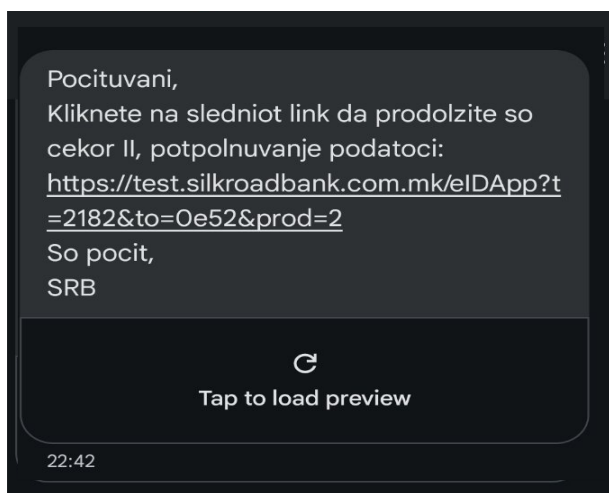 Pocituvani,
Kliknete na sledniot link da prodolzite so
cekor II, potpolnuvanje podatoci:
https://test.silkroadbank.com.mk/eIDApp?t
=2182&to=0e52&prod=2
So pocit,
SRB
Tap to load preview
22:42